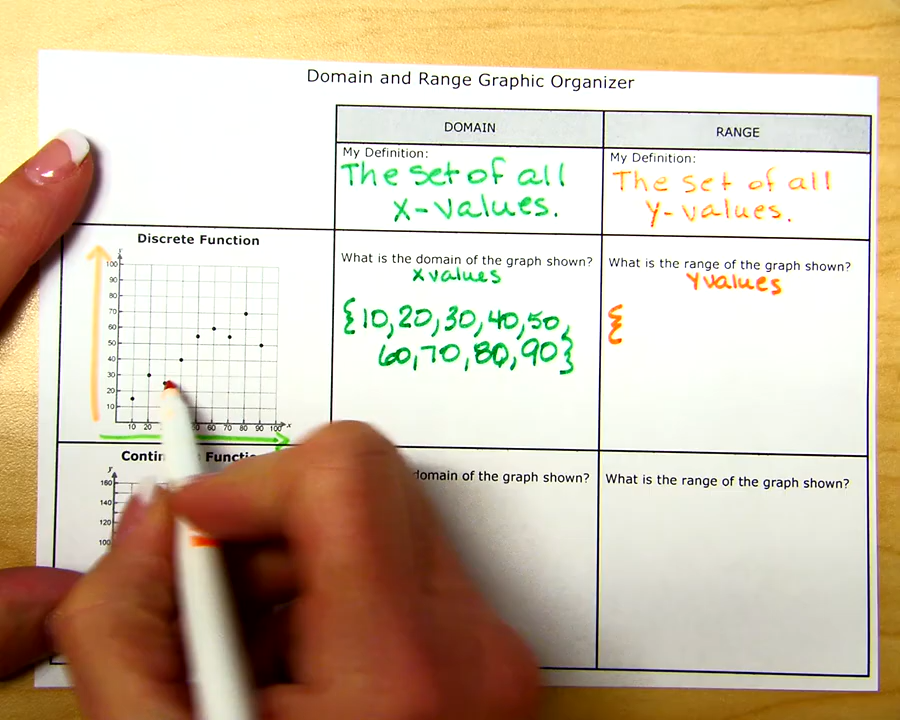 Domain and Range Graphic Organizer
DOMAIN
RANGE
My Definition:
The set of all
x-values.
My Definition:
The set of all
y-values.
Discrete Function
y
100
90
80
70
60
50
40
30
20
10
10 20 50 60 70 80 90 100 x
What is the domain of the graph shown?
x values
{10,20,30,40,50,
60,70,80,90}
What is the range of the graph shown?
y values
{
y
160
140
120
100
domain of the graph shown?
What is the range of the graph shown?